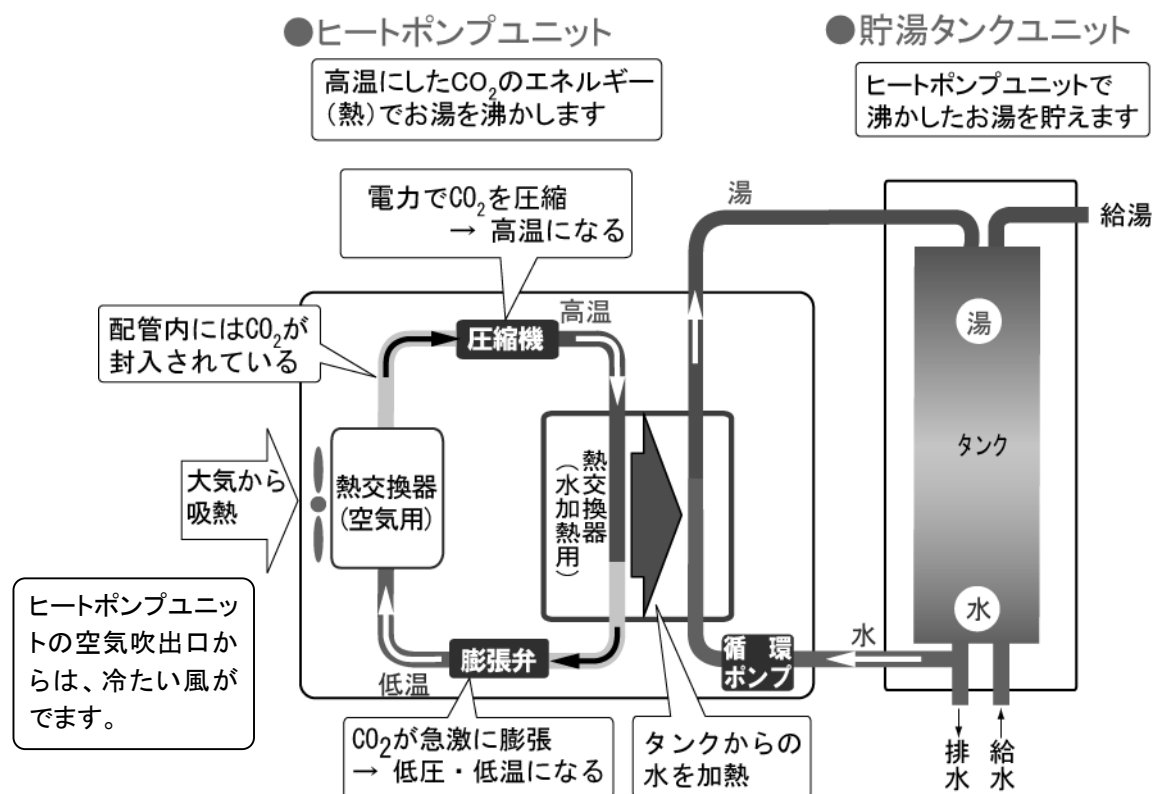 ●ヒートポンプユニット
高温にしたCO₂のエネルギー
(熱)でお湯を沸かします
●貯湯タンクユニット
ヒートポンプユニットで
沸かしたお湯を貯えます
電力でCO₂を圧縮
→ 高温になる
湯
給湯
配管内にはCO₂が
封入されている
圧縮機
高温
湯
タンク
水
大気から
吸熱
熱交換器
(空気用)
熱交換器
(水加熱用)
ヒートポンプユニッ
トの空気吹出口か
らは、冷たい風が
でます。
膨張弁
低温
循環
ポンプ
水
CO₂が急激に膨張
→ 低圧・低温になる
タンクからの
水を加熱
排水
給水